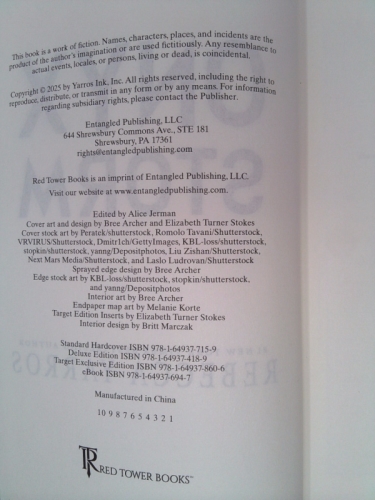 This book is a work of fiction. Names, characters, places, and incidents are the
product of the author's imagination or are used fictitiously. Any resemblance to
actual events, locales, or persons, living or dead, is coincidental.
Copyright © 2025 by Yarros Ink, Inc. All rights reserved, including the right to
reproduce, distribute, or transmit in any form or by any means. For information
regarding subsidiary rights, please contact the Publisher.
Entangled Publishing, LLC
644 Shrewsbury Commons Ave., STE 181
Shrewsbury, PA 17361
rights@entangledpublishing.com
Red Tower Books is an imprint of Entangled Publishing, LLC.
Visit our website at www.entangledpublishing.com.
Edited by Alice Jerman
Cover art and design by Bree Archer and Elizabeth Turner Stokes
Cover stock art by Peratek/shutterstock, Romolo Tavani/Shutterstock,
VRVIRUS/Shutterstock, Dmitr1ch/GettyImages, KBL-loss/shutterstock,
stopkin/shutterstock, yanng/Depositphotos, Liu Zishan/Shutterstock,
Next Mars Media/Shutterstock, and Laslo Ludrovan/Shutterstock
Sprayed edge design by Bree Archer
Edge stock art by KBL-loss/shutterstock, stopkin/shutterstock,
and yanng/Depositphotos
Interior art by Bree Archer
Endpaper map art by Melanie Korte
Target Edition Inserts by Elizabeth Turner Stokes
Interior design by Britt Marczak
Standard Hardcover ISBN 978-1-64937-715-9
Deluxe Edition ISBN 978-1-64937-418-9
Target Exclusive Edition ISBN 978-1-64937-860-6
eBook ISBN 978-1-64937-694-7
Manufactured in China
10 9 8 7 6 5 4 3 2 1
RED TOWER BOOKS™